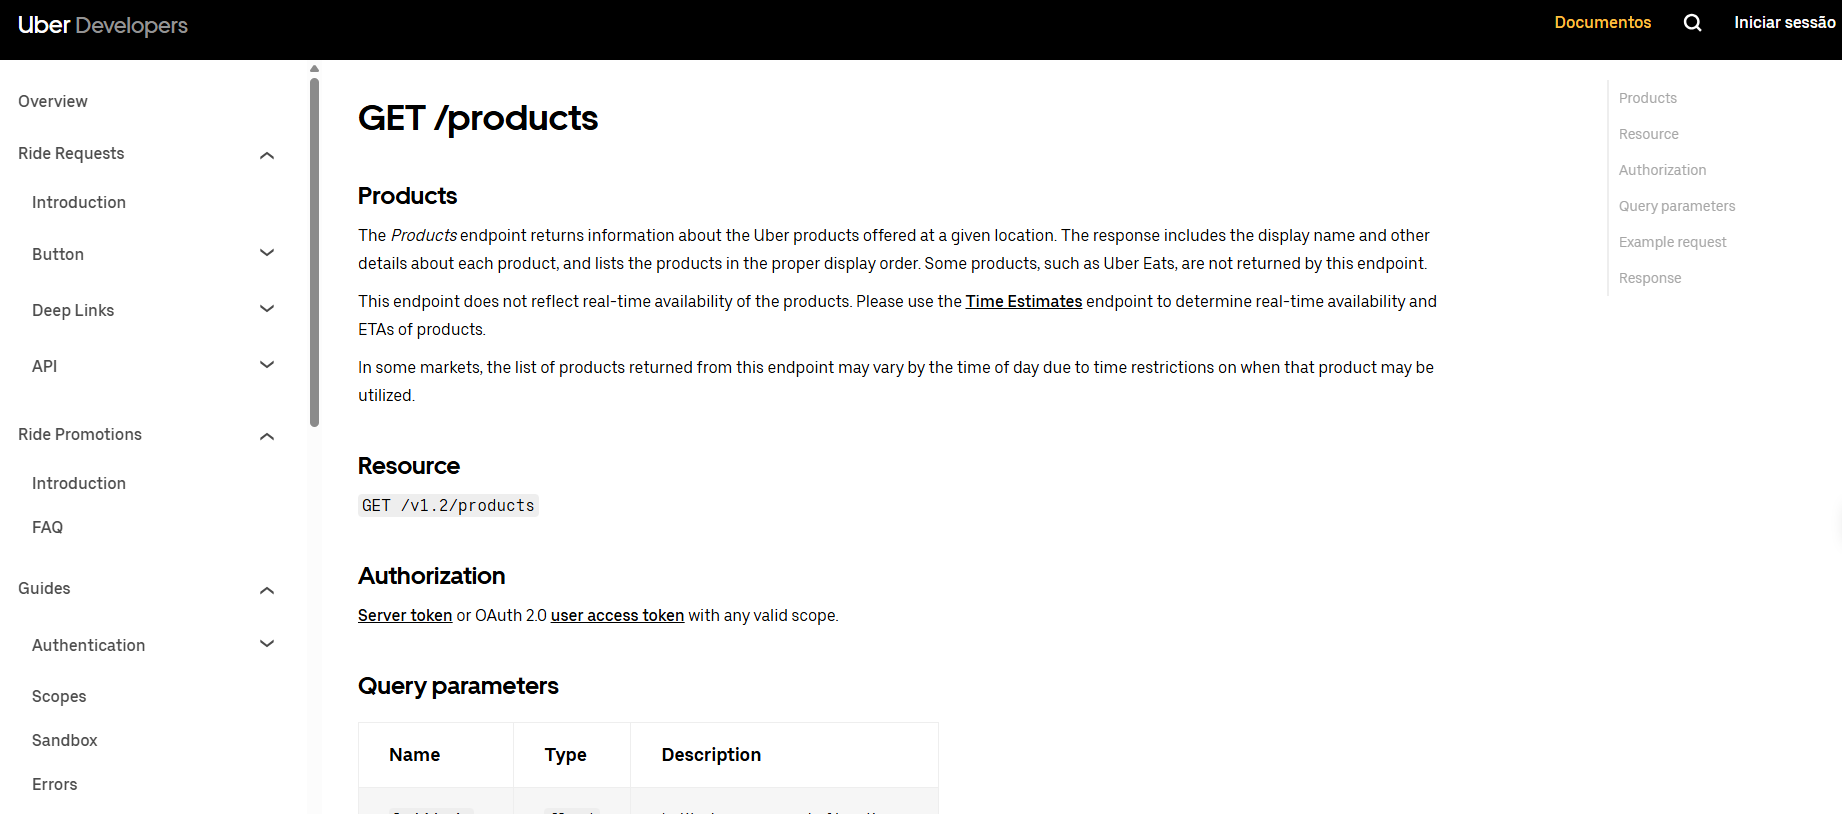 Uber Developers
Documentos
Iniciar sessão
Overview
Ride Requests
Introduction
Button
Deep Links
API
Ride Promotions
Introduction
FAQ
Guides
Authentication
Scopes
Sandbox
Errors
GET /products
Products
The Products endpoint returns information about the Uber products offered at a given location. The response includes the display name and other
details about each product, and lists the products in the proper display order. Some products, such as Uber Eats, are not returned by this endpoint.
This endpoint does not reflect real-time availability of the products. Please use the Time Estimates endpoint to determine real-time availability and
ETAs of products.
In some markets, the list of products returned from this endpoint may vary by the time of day due to time restrictions on when that product may be
utilized.
Resource
GET /v1.2/products
Authorization
Server token or OAuth 2.0 user access token with any valid scope.
Query parameters
Name Type Description
Products
Resource
Authorization
Query parameters
Example request
Response